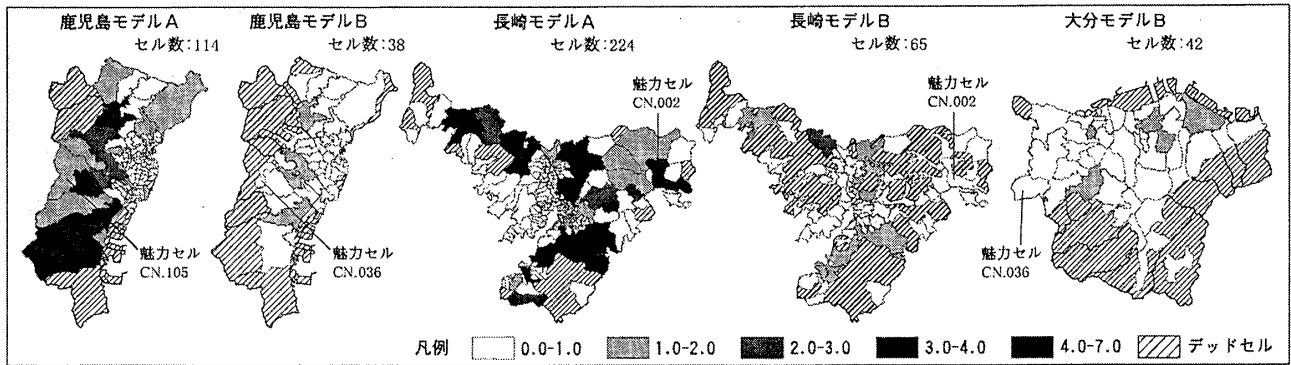 鹿児島モデルA
セル数:114
魅力セル
CN.105
鹿児島モデルB
セル数:38
魅力セル
CN.036
長崎モデルA
セル数:224
魅力セル
CN.002
長崎モデルB
セル数:65
魅力セル
CN.002
大分モデルB
セル数:42
魅力セル
CN.036
凡例 0.0-1.0 1.0-2.0 2.0-3.0 3.0-4.0 4.0-7.0 デッドセル